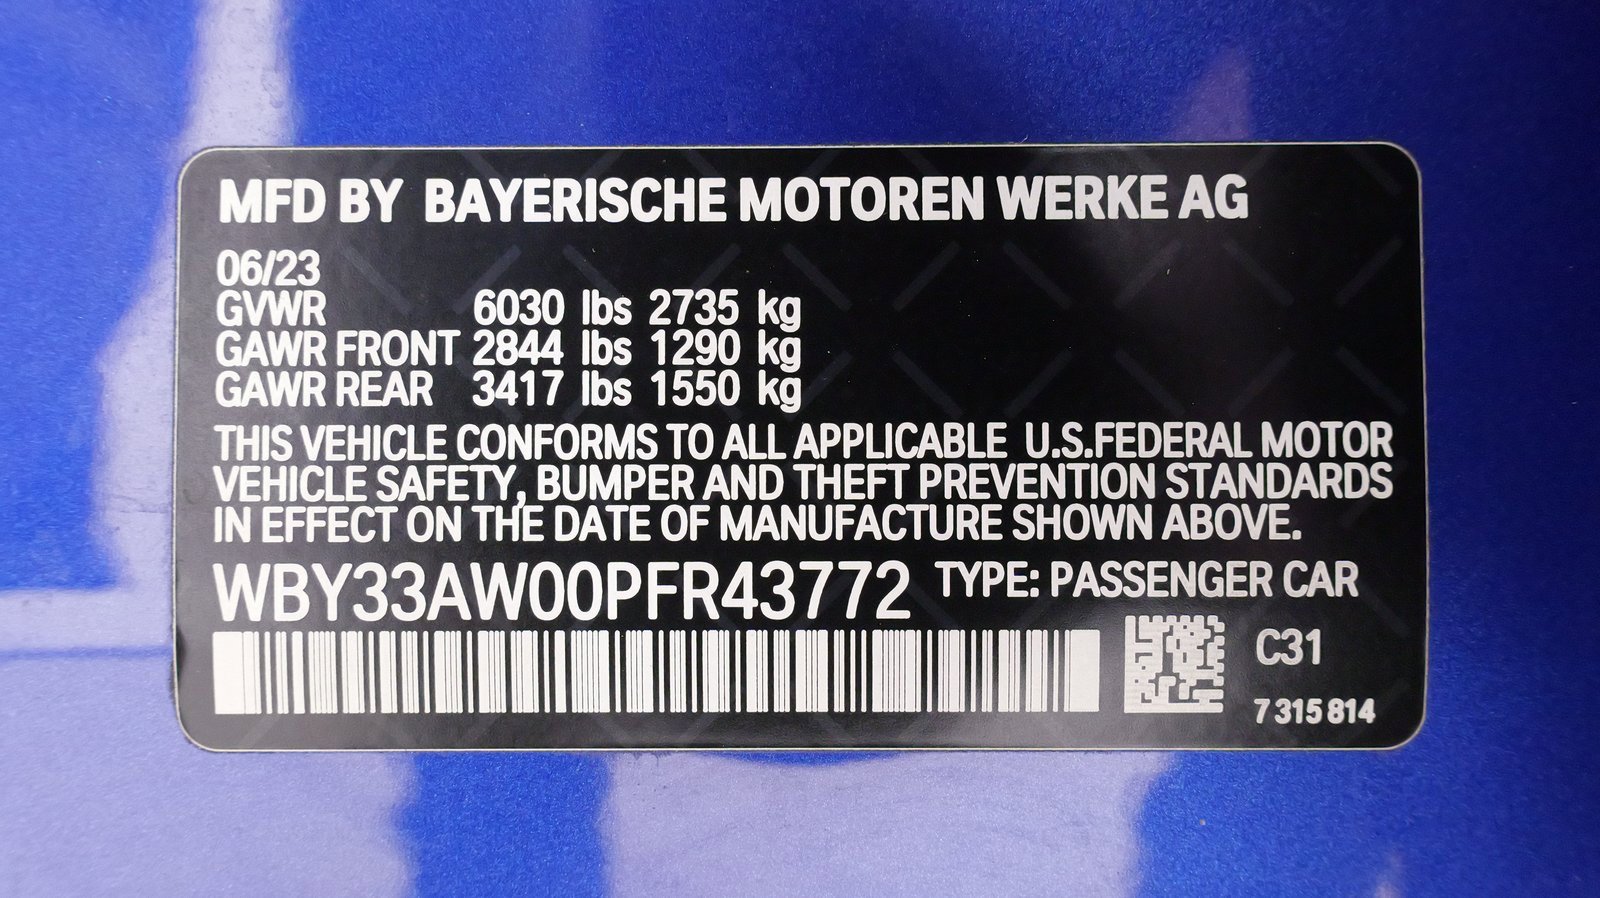 MFD BY BAYERISCHE MOTOREN WERKE AG
06/23
GVWR 6030 lbs 2735 kg
GAWR FRONT 2844 lbs 1290 kg
GAWR REAR 3417 lbs 1550 kg
THIS VEHICLE CONFORMS TO ALL APPLICABLE U.S.FEDERAL MOTOR
VEHICLE SAFETY, BUMPER AND THEFT PREVENTION STANDARDS
IN EFFECT ON THE DATE OF MANUFACTURE SHOWN ABOVE.
WBY33AW00PFR43772 TYPE: PASSENGER CAR
C31
7 315 814